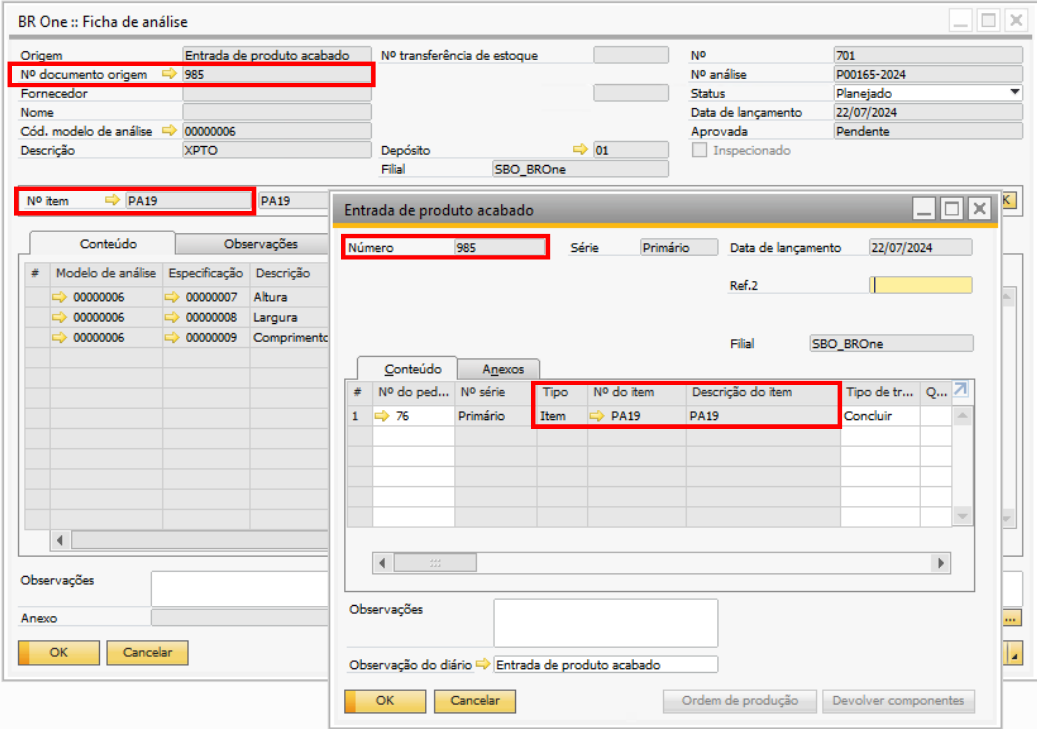 BR One :: Ficha de análise
Origem Entrada de produto acabado Nº transferência de estoque Nº 701
Nº documento origem 985 Nº análise P00165-2024
Fornecedor Status Planejado
Nome Data de lançamento 22/07/2024
Cód. modelo de análise 00000006 Aprovada Pendente
Descrição XPTO Depósito 01 Inspecionado
Filial SBO_BROne
Nº item PA19 PA19 K
Conteúdo Observações
# Modelo de análise Especificação Descrição
00000006 00000007 Altura
00000006 00000008 Largura
00000006 00000009 Comprimento
Observações
Anexo ...
OK Cancelar
Entrada de produto acabado
Número 985 Série Primário Data de lançamento 22/07/2024
Ref.2
Filial SBO_BROne
Conteúdo Anexos
# Nº do ped... Nº série Tipo Nº do item Descrição do item Tipo de tr... Q...
1 76 Primário Item PA19 PA19 Concluir
Observações
Observação do diário Entrada de produto acabado
OK Cancelar Ordem de produção Devolver componentes